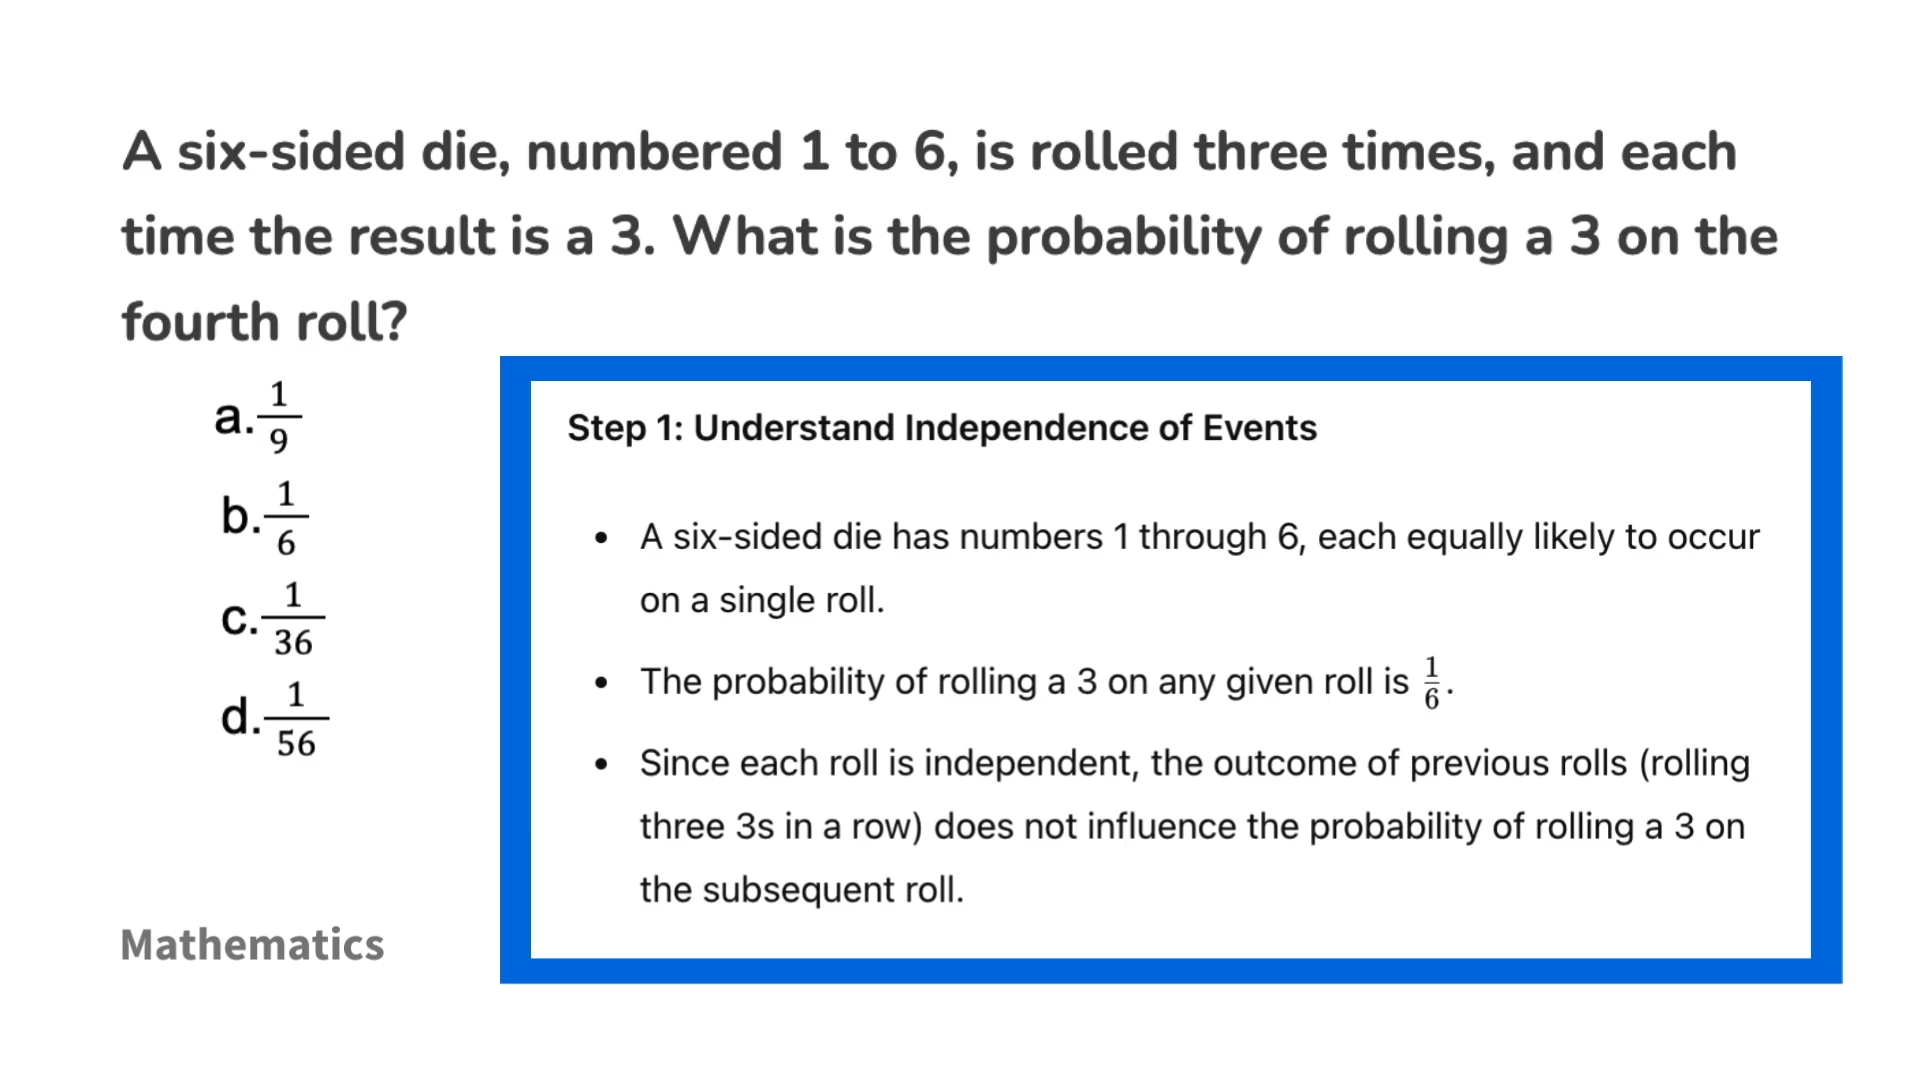 A six-sided die, numbered 1 to 6, is rolled three times, and each
time the result is a 3. What is the probability of rolling a 3 on the
fourth roll?
a. 1/9
b. 1/6
c. 1/36
d. 1/56
Step 1: Understand Independence of Events
• A six-sided die has numbers 1 through 6, each equally likely to occur
on a single roll.
• The probability of rolling a 3 on any given roll is 1/6.
• Since each roll is independent, the outcome of previous rolls (rolling
three 3s in a row) does not influence the probability of rolling a 3 on
the subsequent roll.
Mathematics